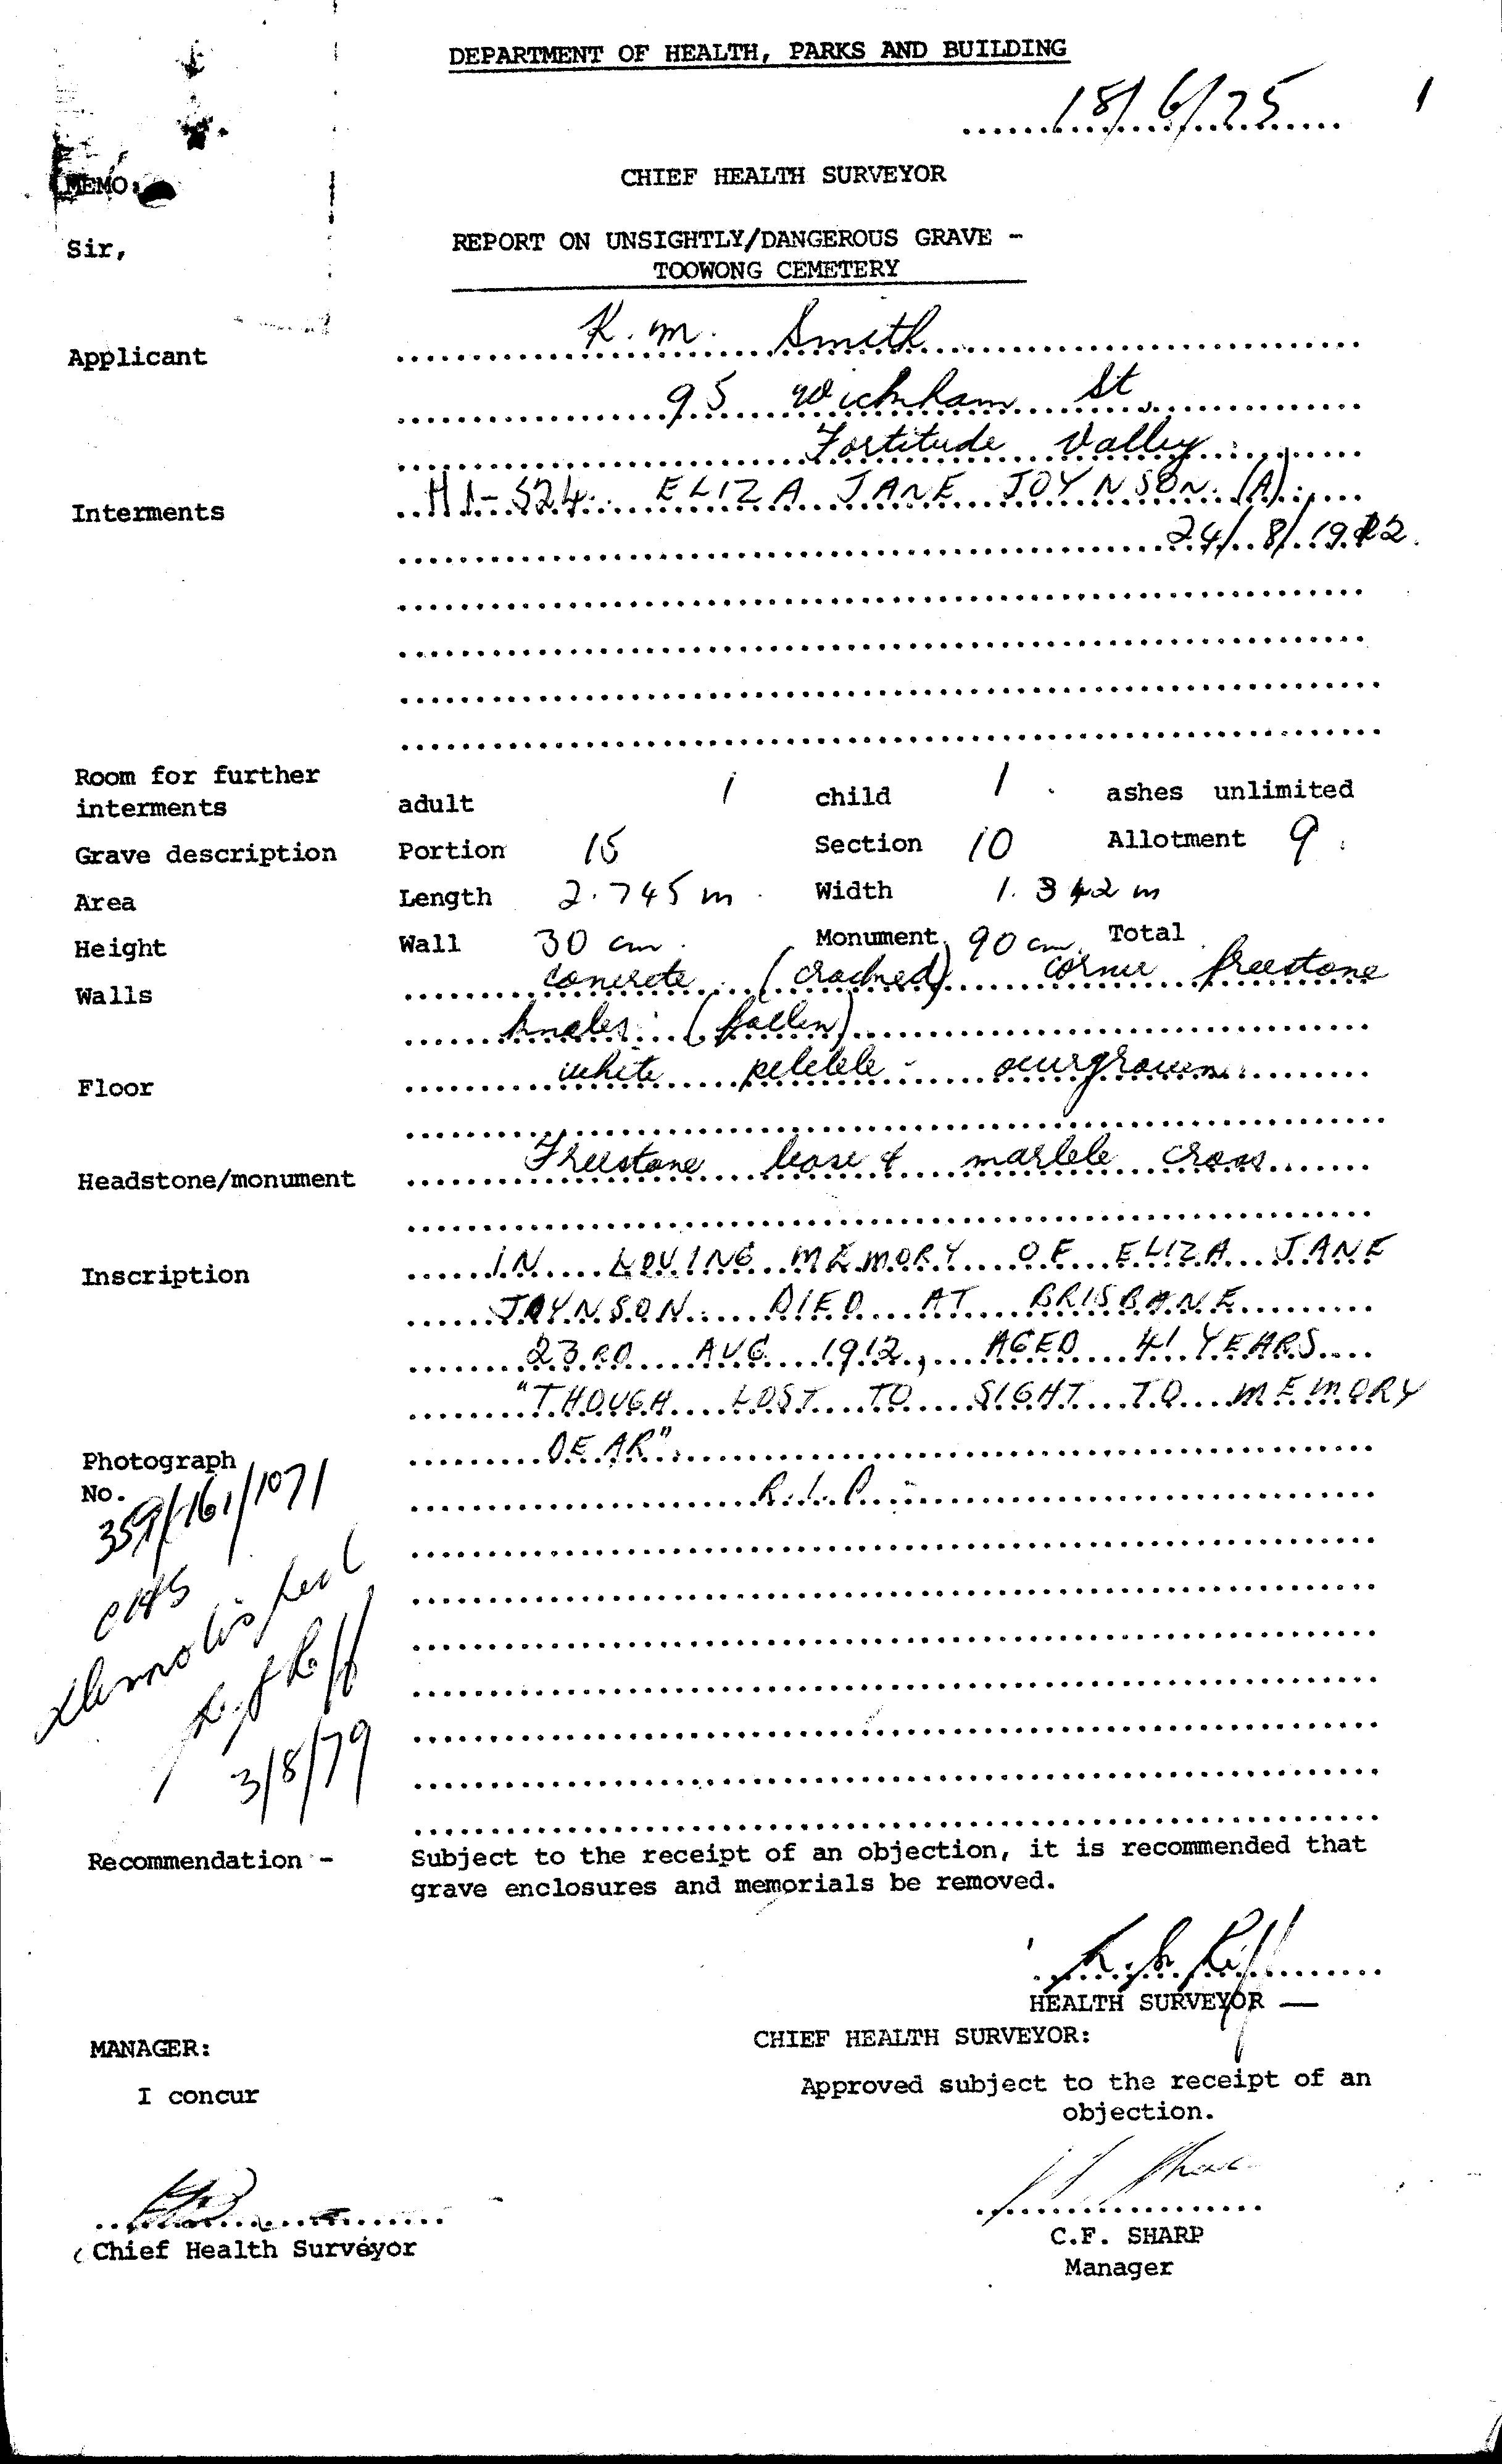 DEPARTMENT OF HEALTH, PARKS AND BUILDING
18/6/75 1
CHIEF HEALTH SURVEYOR
MEMO:
Sir,
REPORT ON UNSIGHTLY/DANGEROUS GRAVE -
TOOWONG CEMETERY
Applicant K. M. Smith
95 Wickham St
Fortitude Valley
Interments H1-524 ELIZA JANE JOYNSON (A)
24/8/1912.
Room for further
interments adult 1 child 1 ashes unlimited
Grave description Portion 15 Section 10 Allotment 9
Area Length 2.745 m Width 1.342 m
Height Wall 30 cm. Monument 90 cm Total
Walls concrete (cracked) corner freestone
Angles (fallen)
Floor white pebble - overgrown
Headstone/monument Freestone base & marble cross
Inscription IN LOVING MEMORY OF ELIZA JANE
JOYNSON DIED AT BRISBANE
23RD AUG 1912, AGED 41 YEARS
"THOUGH LOST TO SIGHT TO MEMORY
DEAR"
Photograph
No. R.I.P.
359/161/1071
CHS
demolished
3/8/79
Recommendation - Subject to the receipt of an objection, it is recommended that
grave enclosures and memorials be removed.
HEALTH SURVEYOR
MANAGER: CHIEF HEALTH SURVEYOR:
I concur Approved subject to the receipt of an
objection.
Chief Health Surveyor C.F. SHARP
Manager